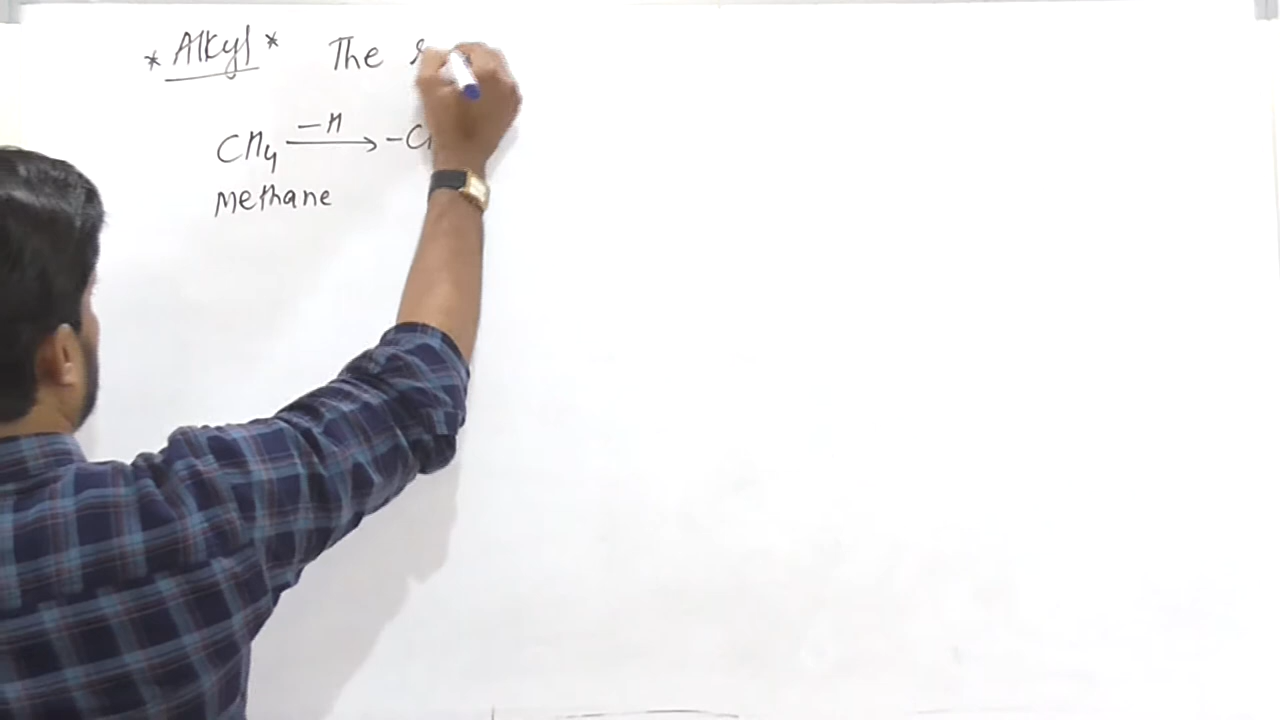 * Alkyl * The
CH4 —H → -C
Methane